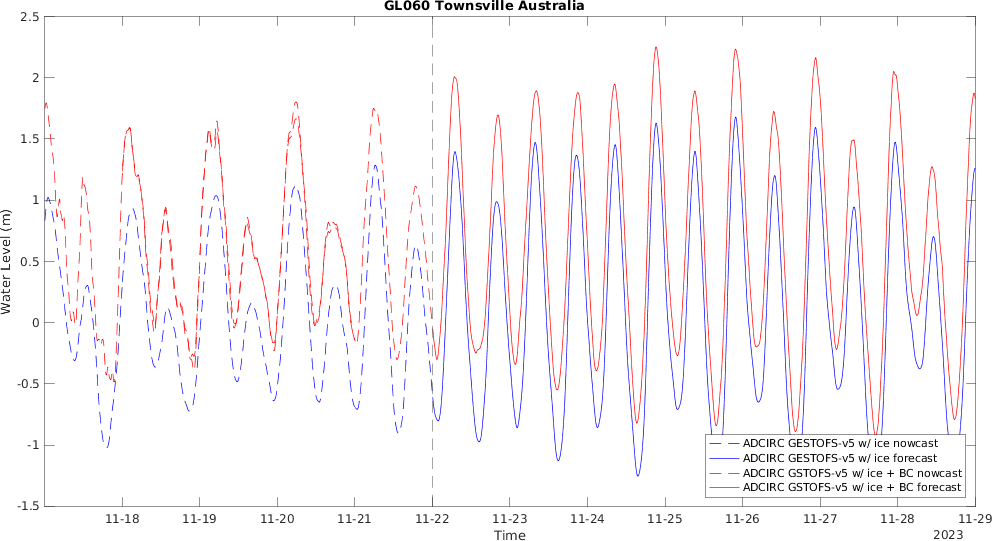 GL060 Townsville Australia
2.5
2
1.5
1
0.5
0
-0.5
-1
-1.5
Water Level (m)
ADCIRC GESTOFS-v5 w/ ice nowcast
ADCIRC GESTOFS-v5 w/ ice forecast
ADCIRC GSTOFS-v5 w/ ice + BC nowcast
ADCIRC GSTOFS-v5 w/ ice + BC forecast
11-18 11-19 11-20 11-21 11-22 11-23 11-24 11-25 11-26 11-27 11-28 11-29
Time
2023